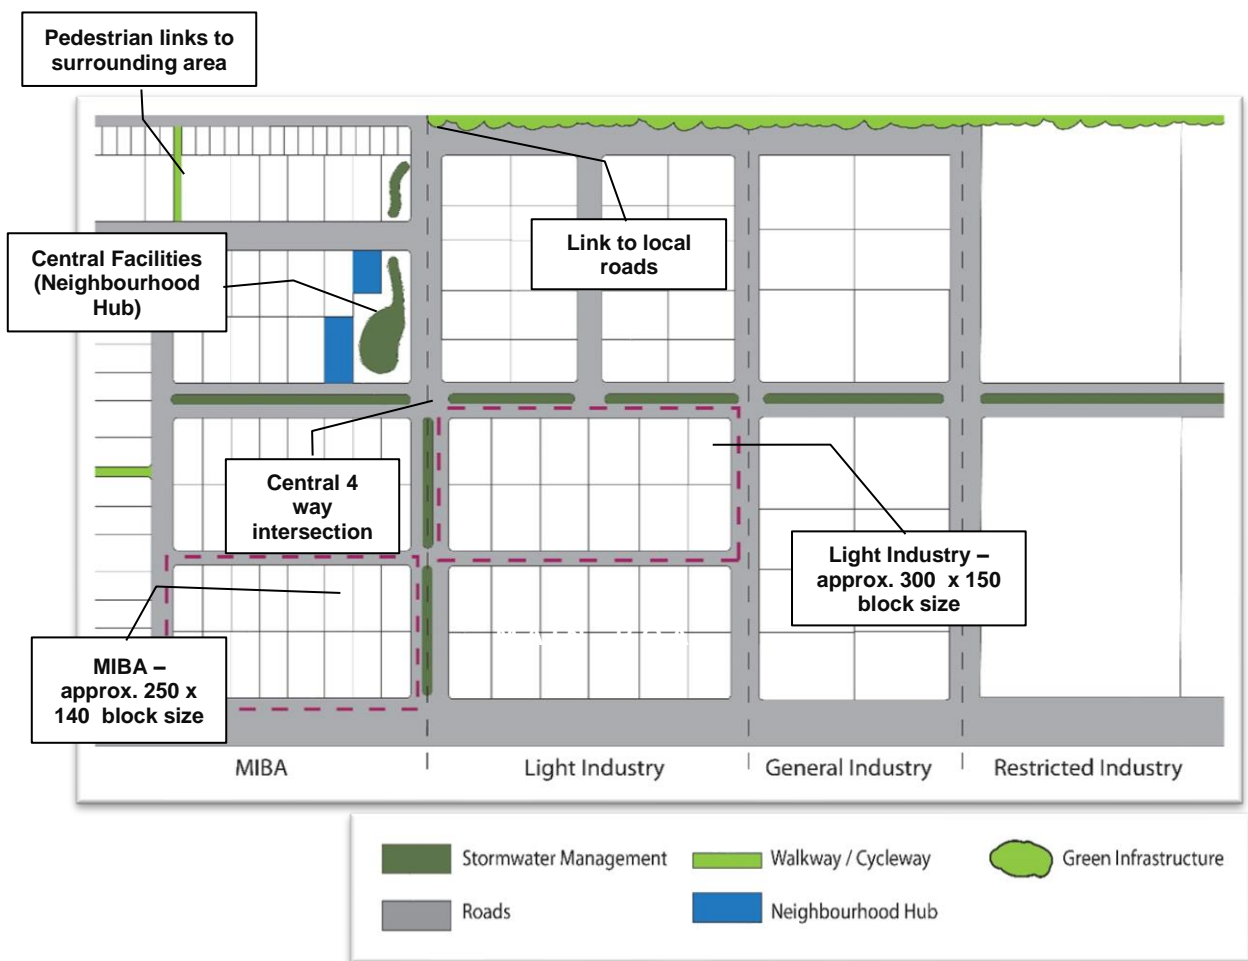 Pedestrian links to
surrounding area
Central Facilities
(Neighbourhood
Hub)
Link to local
roads
Central 4
way
intersection
Light Industry –
approx. 300 x 150
block size
MIBA –
approx. 250 x
140 block size
MIBA
Light Industry
General Industry
Restricted Industry
Stormwater Management
Walkway / Cycleway
Green Infrastructure
Roads
Neighbourhood Hub